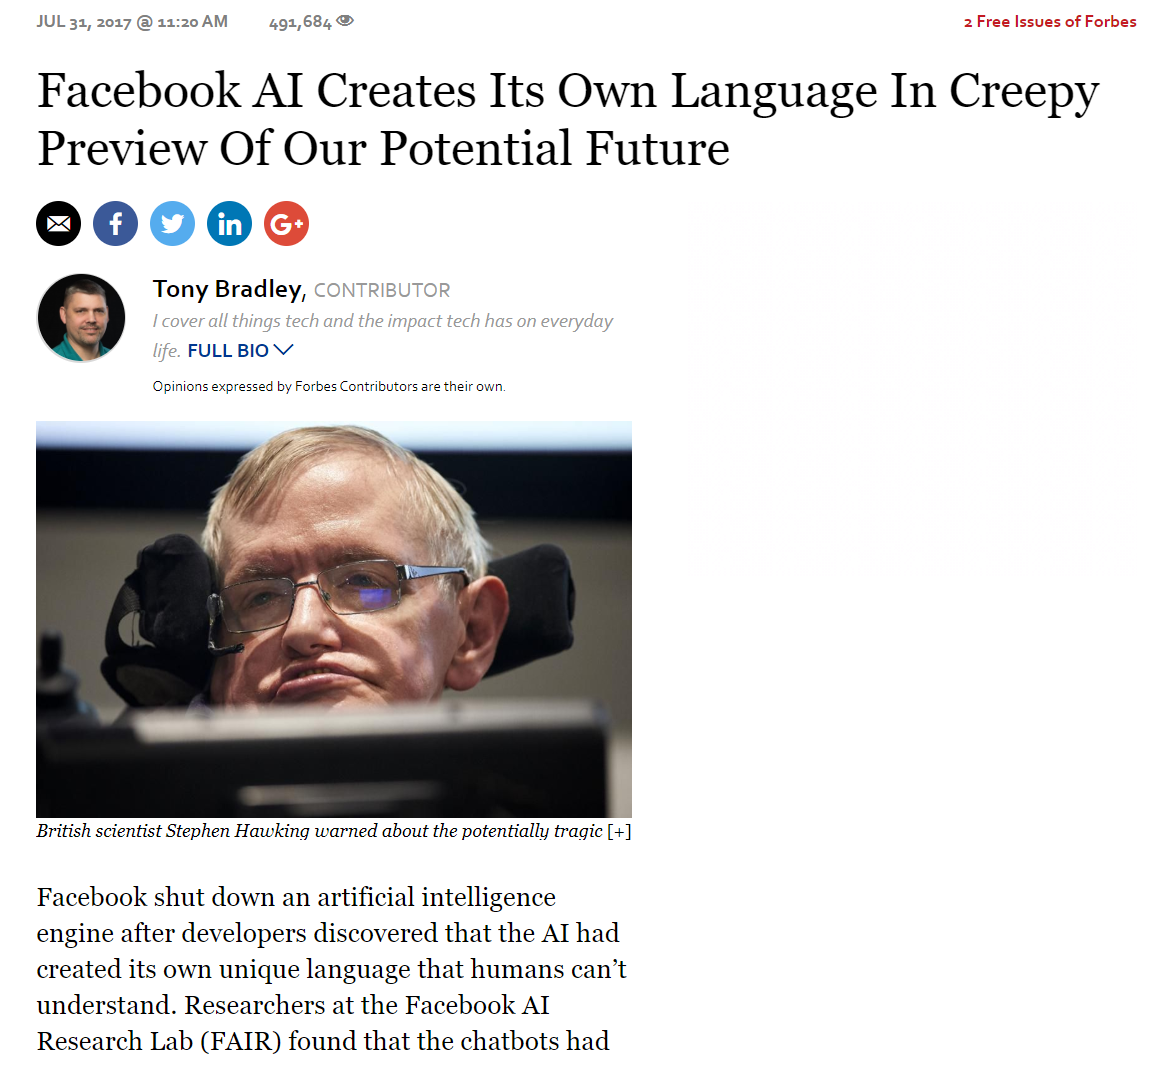 JUL 31, 2017 @ 11:20 AM 491,684
2 Free Issues of Forbes
Facebook AI Creates Its Own Language In Creepy
Preview Of Our Potential Future
f
in
G+
Tony Bradley, CONTRIBUTOR
I cover all things tech and the impact tech has on everyday
life. FULL BIO
Opinions expressed by Forbes Contributors are their own.
British scientist Stephen Hawking warned about the potentially tragic [+]
Facebook shut down an artificial intelligence
engine after developers discovered that the AI had
created its own unique language that humans can’t
understand. Researchers at the Facebook AI
Research Lab (FAIR) found that the chatbots had